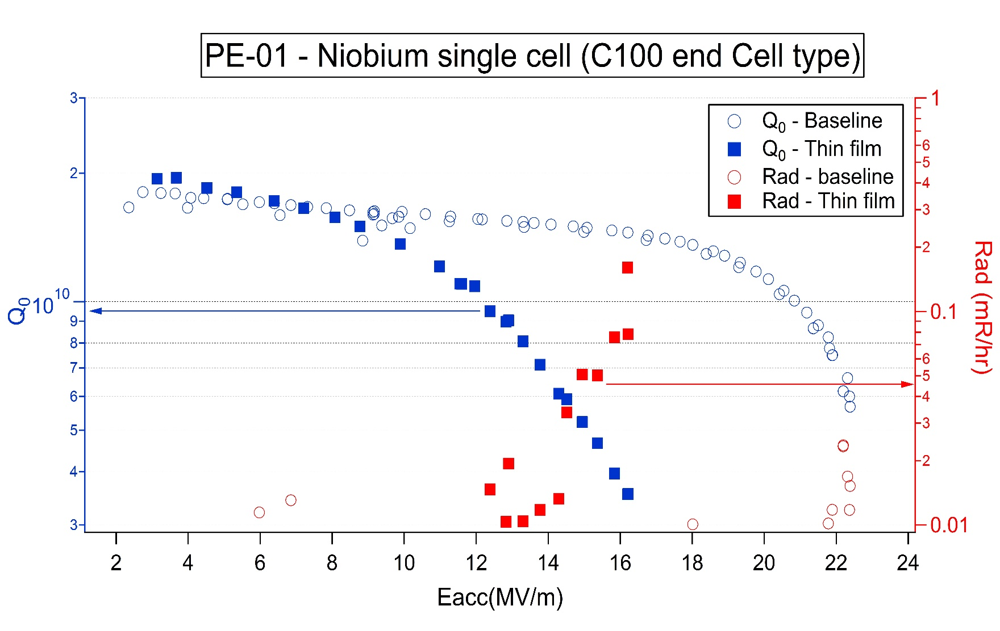 PE-01 - Niobium single cell (C100 end Cell type)
Q0 - Baseline
Q0 - Thin film
Rad - baseline
Rad - Thin film
3
2
10^10
9
8
7
6
5
4
3
Q0
1
6
5
4
3
2
0.1
6
5
4
3
2
0.01
Rad (mR/hr)
2 4 6 8 10 12 14 16 18 20 22 24
Eacc(MV/m)